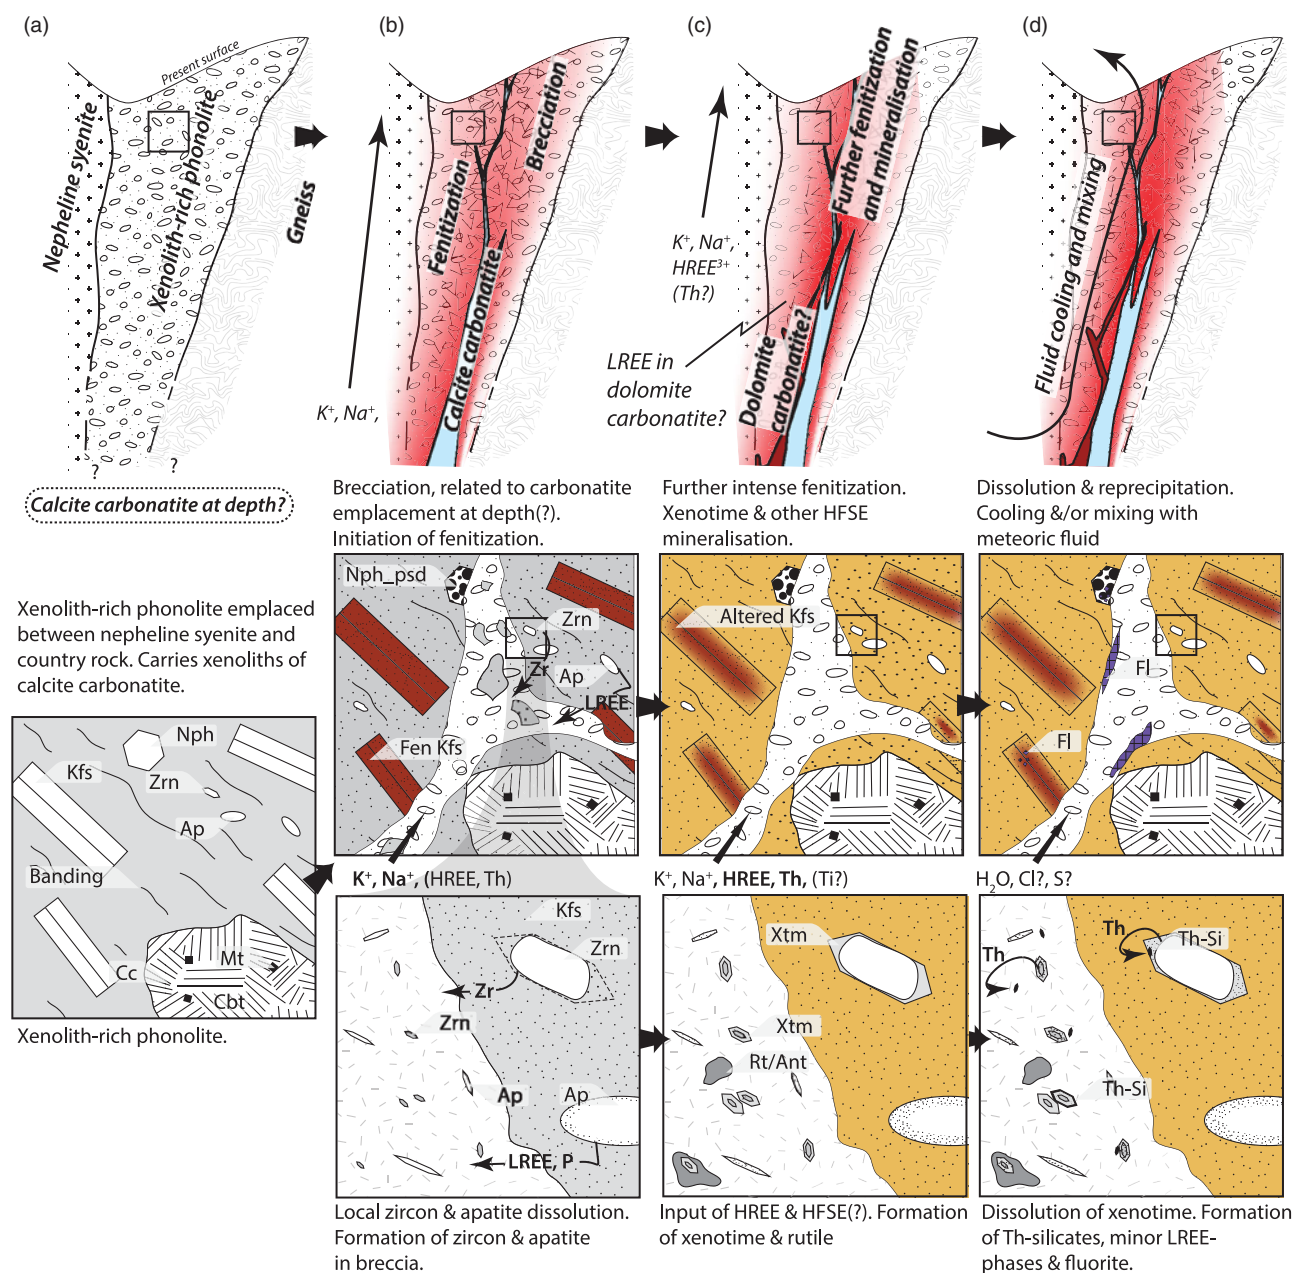 (a)
(b)
(c)
(d)
Present surface
Nepheline syenite
Xenolith-rich phonolite
Gneiss
?
?
Calcite carbonatite at depth?
K⁺, Na⁺,
Fenitization
Brecciation
Calcite carbonatite
K⁺, Na⁺,
HREE³⁺
(Th?)
LREE in
dolomite
carbonatite?
Further fenitization
and mineralisation
Dolomite
carbonatite?
Fluid cooling and mixing
Brecciation, related to carbonatite
emplacement at depth(?).
Initiation of fenitization.
Further intense fenitization.
Xenotime & other HFSE
mineralisation.
Dissolution & reprecipitation.
Cooling &/or mixing with
meteoric fluid
Xenolith-rich phonolite emplaced
between nepheline syenite and
country rock. Carries xenoliths of
calcite carbonatite.
Nph
Kfs
Zrn
Ap
Banding
Cc
Mt
Cbt
Xenolith-rich phonolite.
Nph_psd
Zrn
Zr
Ap
LREE
Fen Kfs
K⁺, Na⁺, (HREE, Th)
Altered Kfs
K⁺, Na⁺, HREE, Th, (Ti?)
Fl
Fl
H₂O, Cl?, S?
Kfs
Zrn
Zr
Zrn
Ap
Ap
LREE, P
Local zircon & apatite dissolution.
Formation of zircon & apatite
in breccia.
Xtm
Xtm
Rt/Ant
Input of HREE & HFSE(?). Formation
of xenotime & rutile
Th
Th-Si
Th
Th-Si
Dissolution of xenotime. Formation
of Th-silicates, minor LREE-
phases & fluorite.